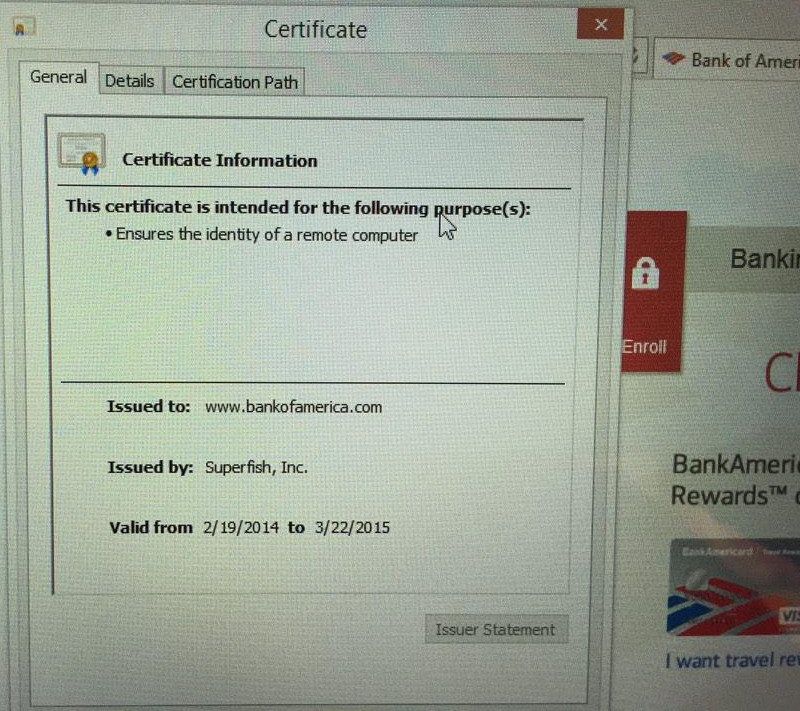 Certificate
General
Details
Certification Path
Certificate Information
This certificate is intended for the following purpose(s):
• Ensures the identity of a remote computer
Issued to: www.bankofamerica.com
Issued by: Superfish, Inc.
Valid from 2/19/2014 to 3/22/2015
Issuer Statement
Bank of Ameri
Bankin
Enroll
BankAmeri
Rewards™
BankAmericard
VIS
I want travel re